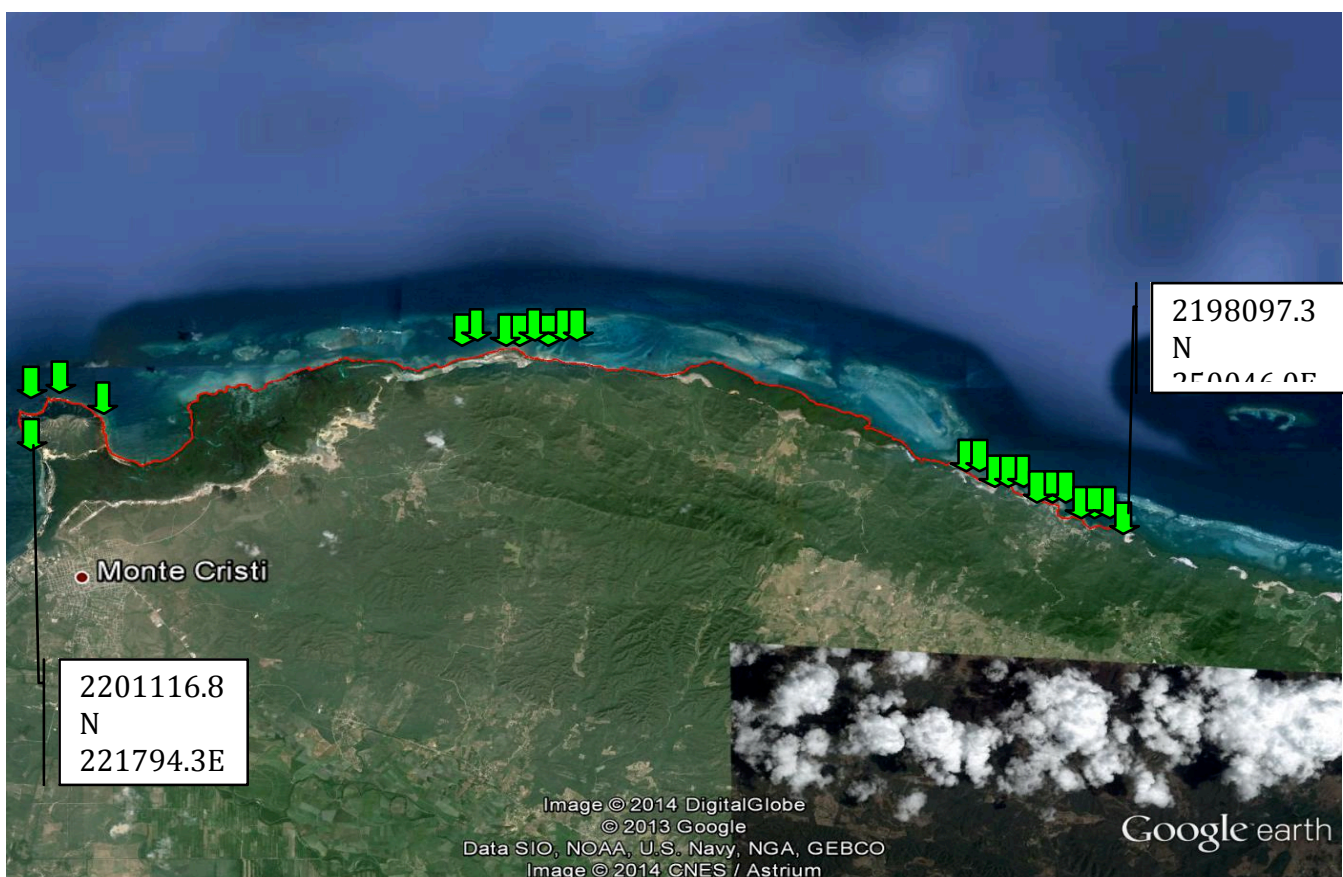 2198097.3
N
Monte Cristi
2201116.8
N
221794.3E
Image © 2014 DigitalGlobe
© 2013 Google
Data SIO, NOAA, U.S. Navy, NGA, GEBCO
Image © 2014 CNES / Astrium
Google earth